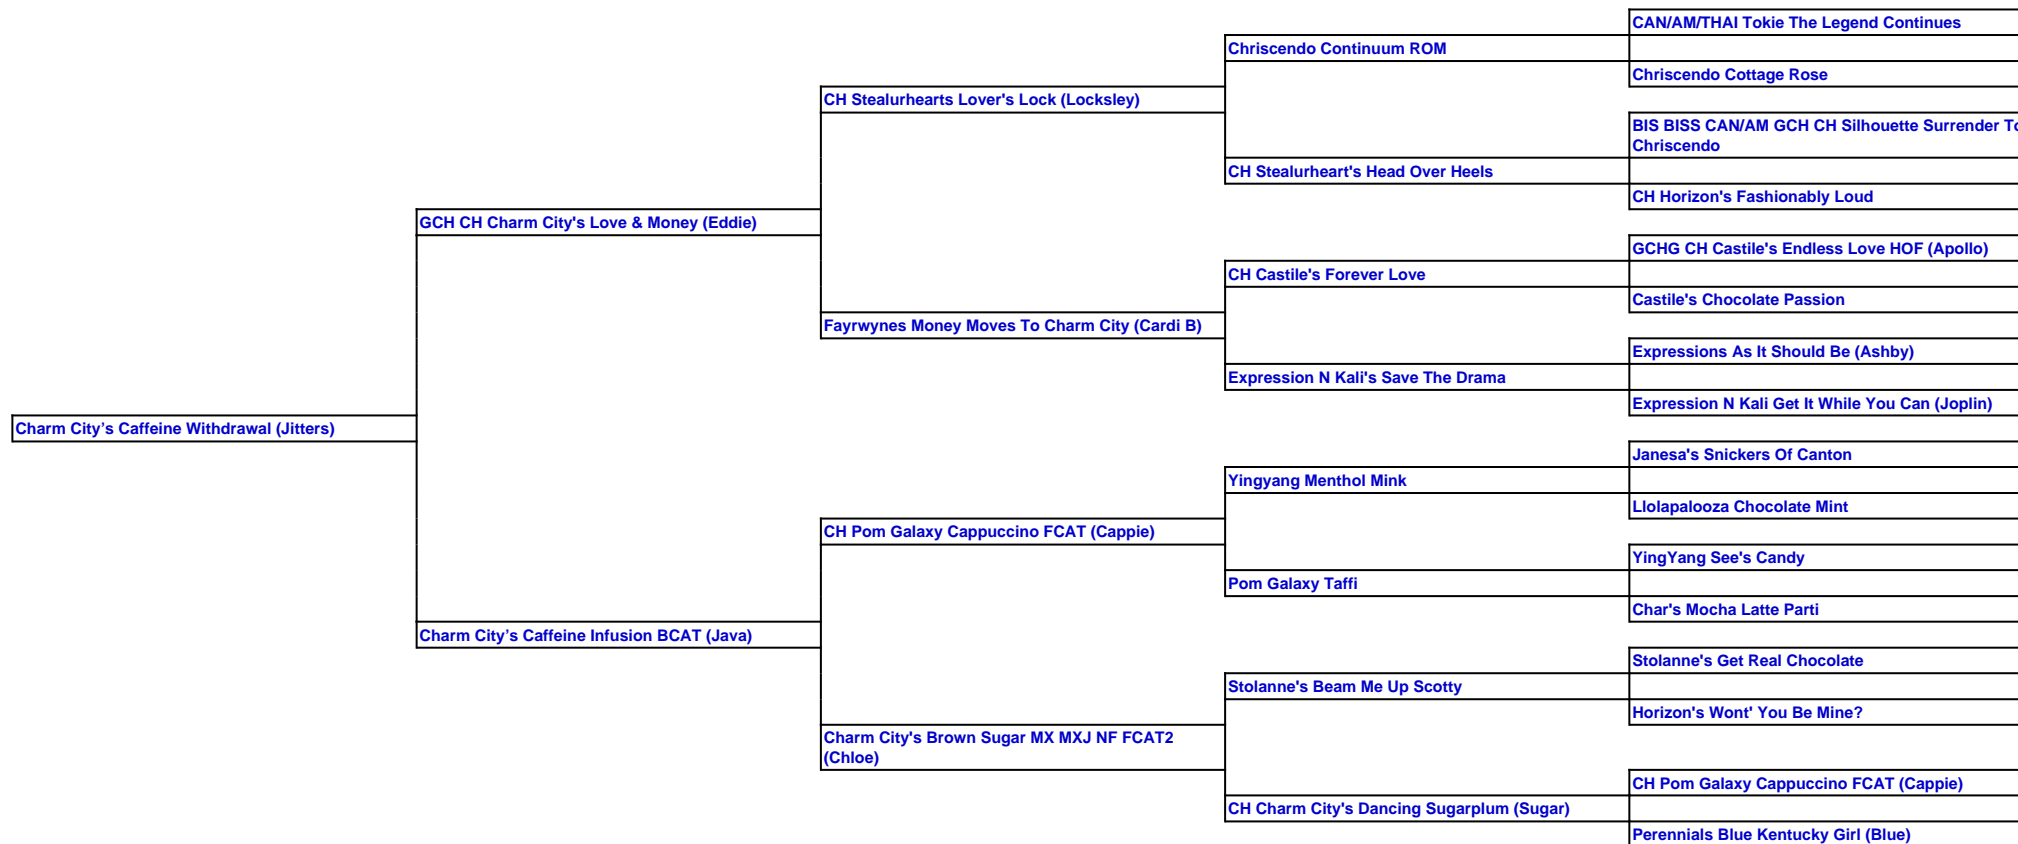 CAN/AM/THAI Tokie The Legend Continues
Chriscendo Continuum ROM
Chriscendo Cottage Rose
CH Stealurhearts Lover's Lock (Locksley)
BIS BISS CAN/AM GCH CH Silhouette Surrender To
Chriscendo
CH Stealurheart's Head Over Heels
CH Horizon's Fashionably Loud
GCH CH Charm City's Love & Money (Eddie)
GCHG CH Castile's Endless Love HOF (Apollo)
CH Castile's Forever Love
Castile's Chocolate Passion
Fayrwynes Money Moves To Charm City (Cardi B)
Expressions As It Should Be (Ashby)
Expression N Kali's Save The Drama
Expression N Kali Get It While You Can (Joplin)
Charm City’s Caffeine Withdrawal (Jitters)
Janesa's Snickers Of Canton
Yingyang Menthol Mink
Llolapalooza Chocolate Mint
CH Pom Galaxy Cappuccino FCAT (Cappie)
YingYang See's Candy
Pom Galaxy Taffi
Char's Mocha Latte Parti
Charm City’s Caffeine Infusion BCAT (Java)
Stolanne's Get Real Chocolate
Stolanne's Beam Me Up Scotty
Horizon's Wont' You Be Mine?
Charm City's Brown Sugar MX MXJ NF FCAT2
(Chloe)
CH Pom Galaxy Cappuccino FCAT (Cappie)
CH Charm City's Dancing Sugarplum (Sugar)
Perennials Blue Kentucky Girl (Blue)